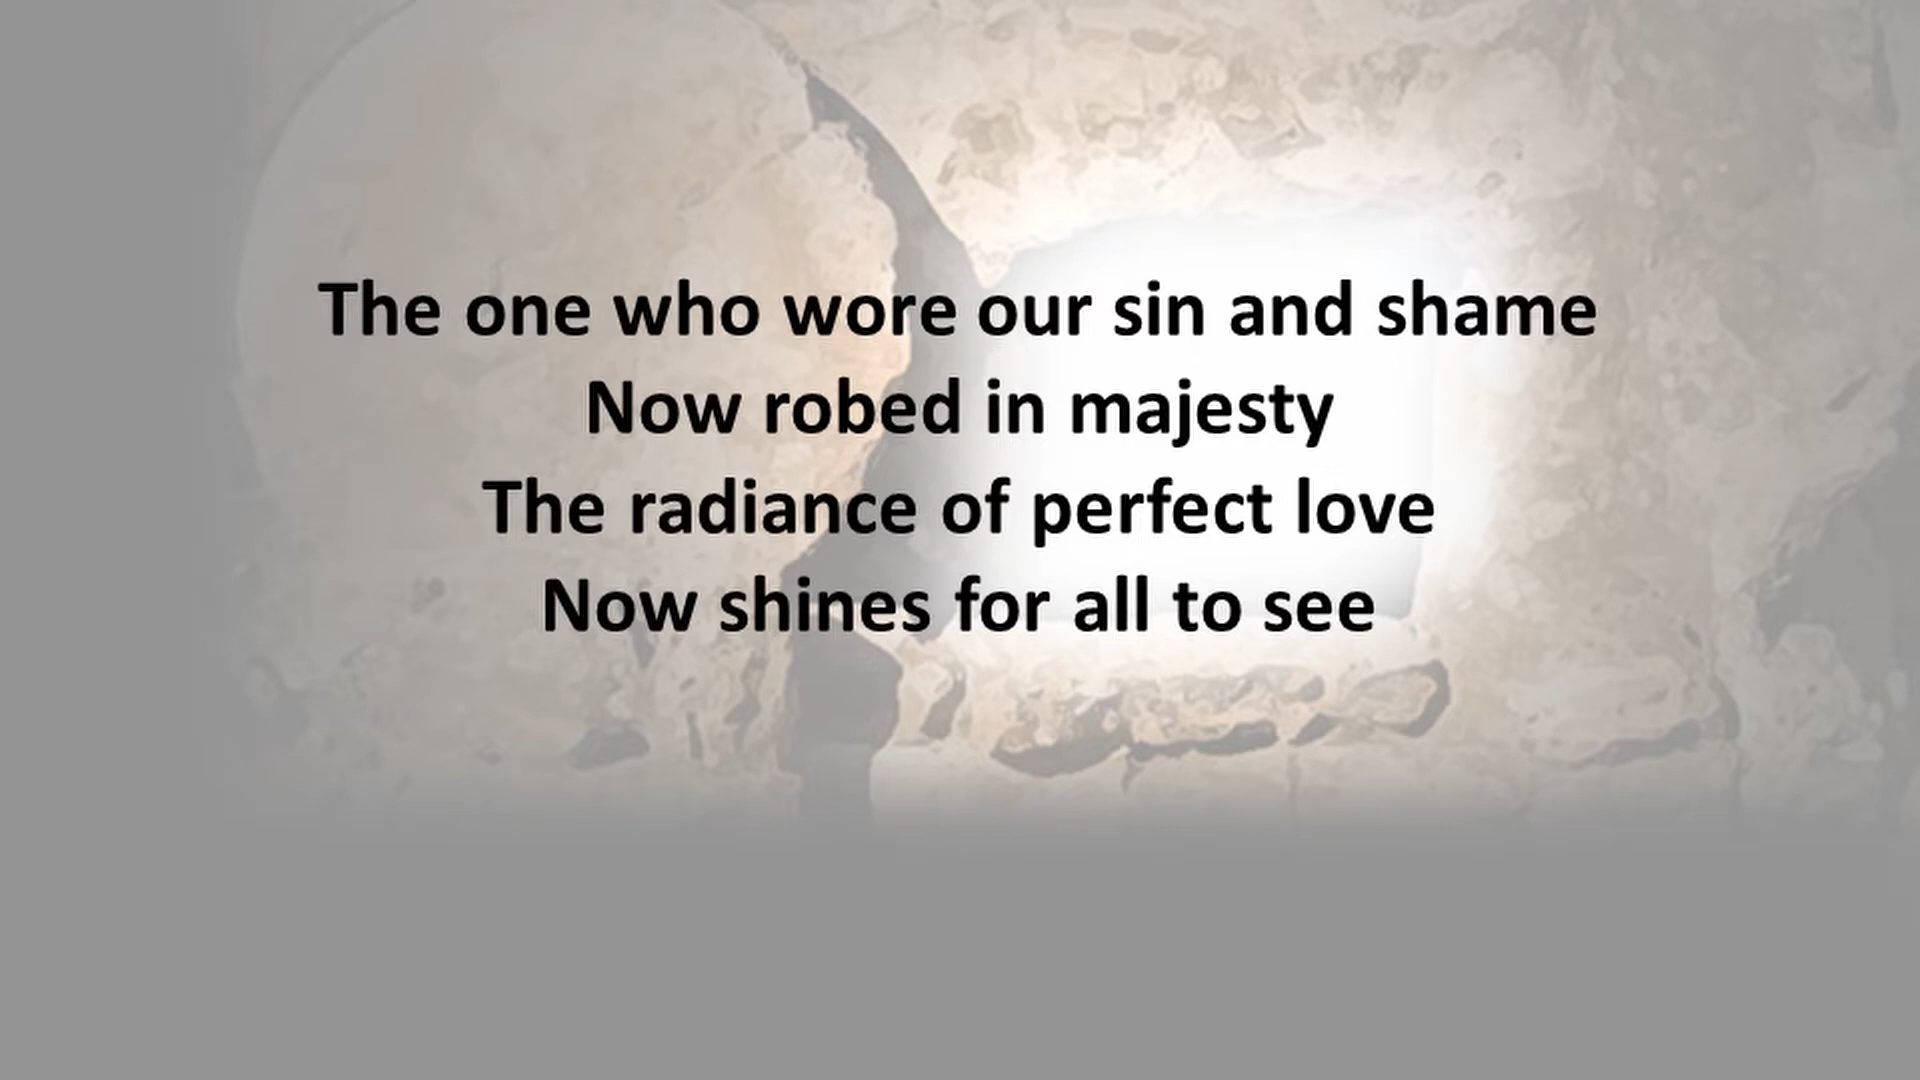 The one who wore our sin and shame
Now robed in majesty
The radiance of perfect love
Now shines for all to see